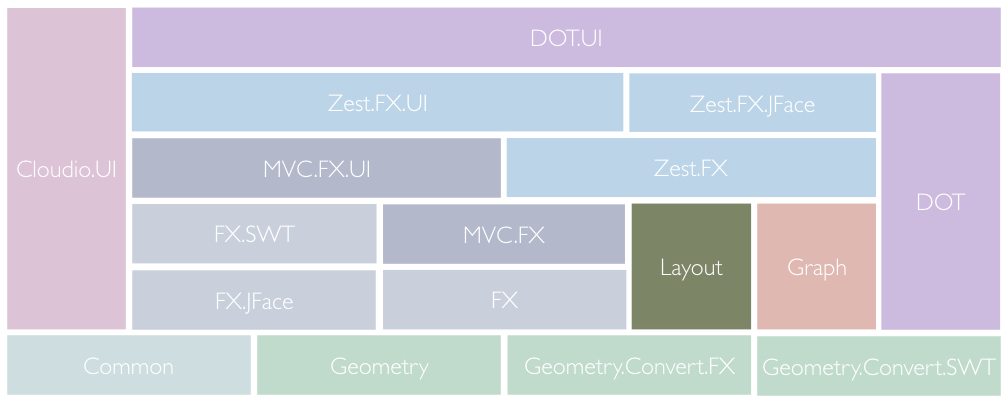 DOT.UI
Zest.FX.UI
Zest.FX.JFace
Cloudio.UI
MVC.FX.UI
Zest.FX
DOT
FX.SWT
MVC.FX
Layout
Graph
FX.JFace
FX
Common
Geometry
Geometry.Convert.FX
Geometry.Convert.SWT